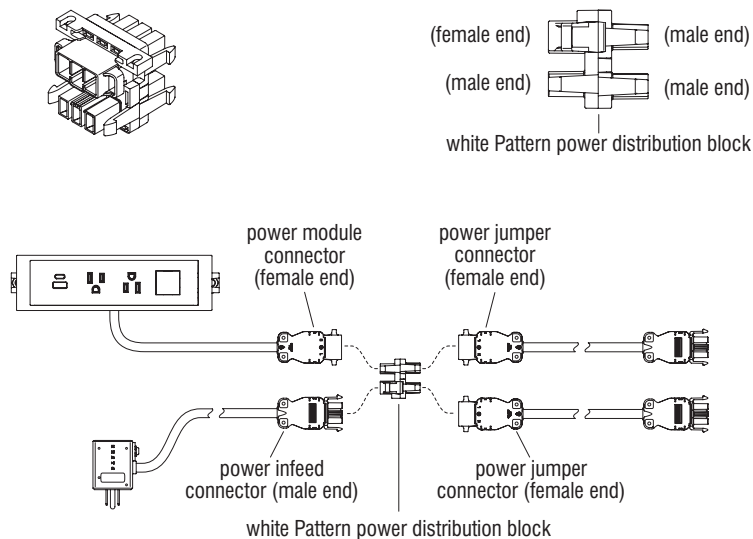 (female end)
(male end)
(male end)
(male end)
white Pattern power distribution block
power module
connector
(female end)
power jumper
connector
(female end)
power infeed
connector (male end)
power jumper
connector (female end)
white Pattern power distribution block